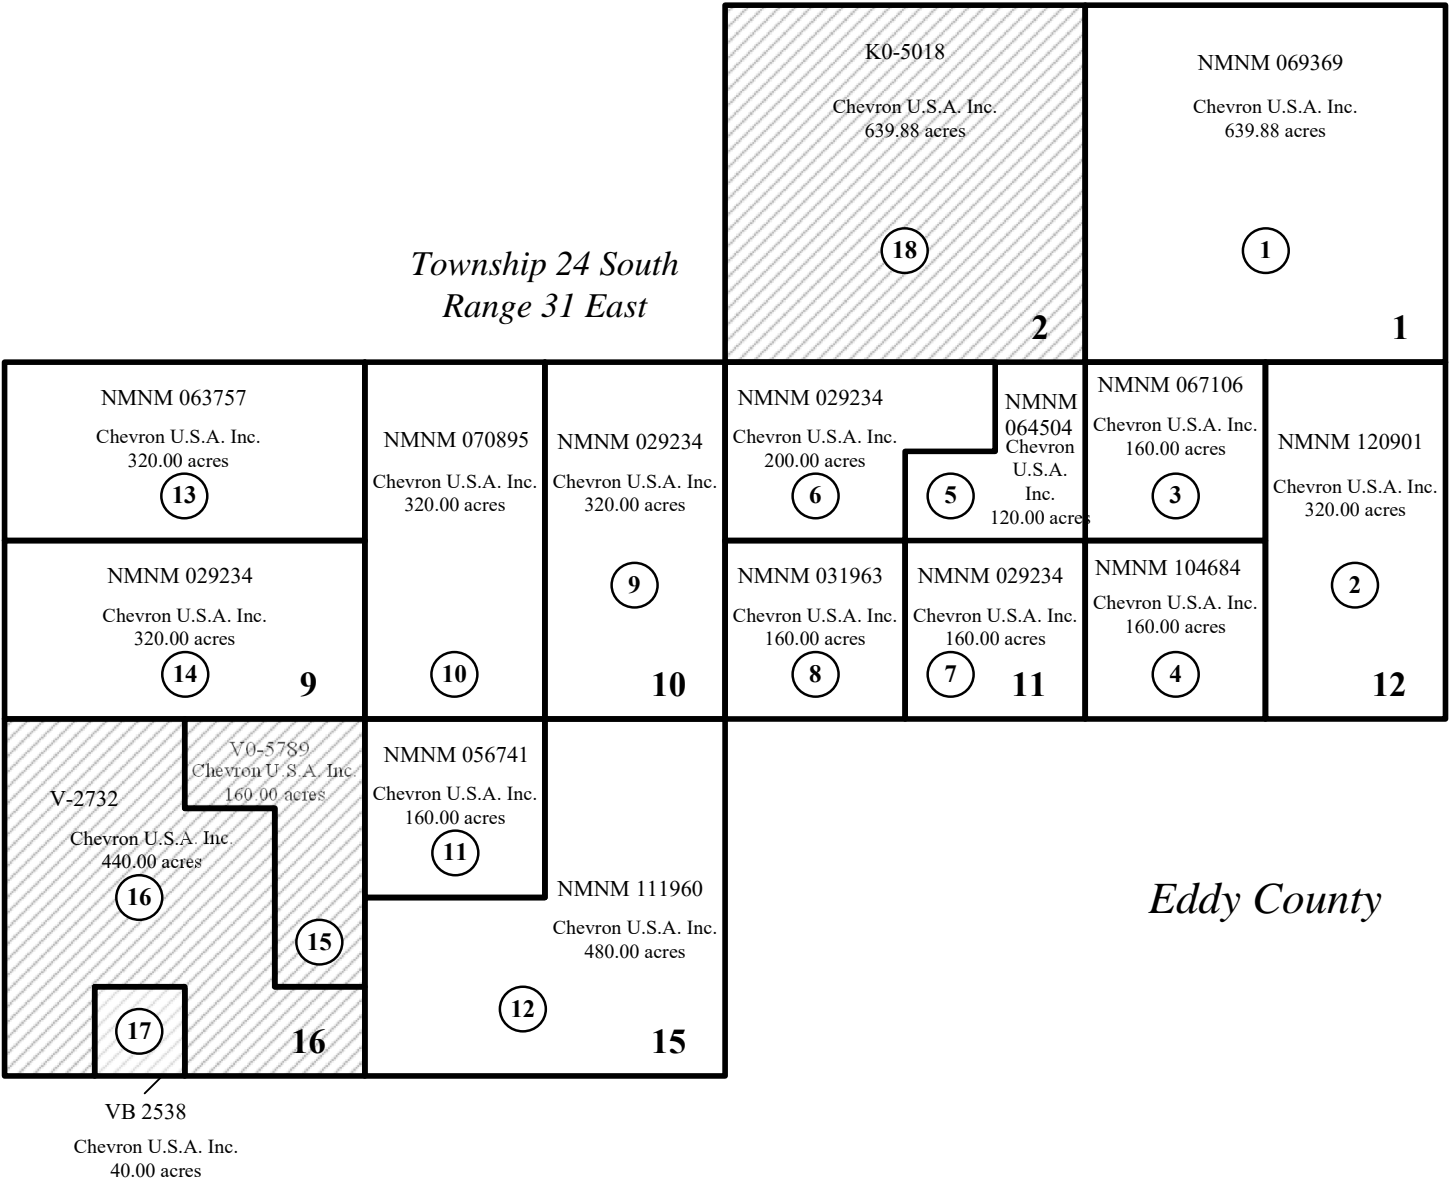 K0-5018
Chevron U.S.A. Inc.
639.88 acres
18
2
NMNM 069369
Chevron U.S.A. Inc.
639.88 acres
1
1
Township 24 South
Range 31 East
NMNM 063757
Chevron U.S.A. Inc.
320.00 acres
13
NMNM 029234
Chevron U.S.A. Inc.
320.00 acres
14
9
NMNM 070895
Chevron U.S.A. Inc.
320.00 acres
10
NMNM 029234
Chevron U.S.A. Inc.
320.00 acres
9
10
NMNM 029234
Chevron U.S.A. Inc.
200.00 acres
6
NMNM
064504
Chevron
U.S.A.
Inc.
120.00 acres
5
NMNM 031963
Chevron U.S.A. Inc.
160.00 acres
8
NMNM 029234
Chevron U.S.A. Inc.
160.00 acres
7
11
NMNM 067106
Chevron U.S.A. Inc.
160.00 acres
3
NMNM 104684
Chevron U.S.A. Inc.
160.00 acres
4
NMNM 120901
Chevron U.S.A. Inc.
320.00 acres
2
12
V-2732
Chevron U.S.A. Inc.
440.00 acres
16
V0-5789
Chevron U.S.A. Inc.
160.00 acres
15
17
16
NMNM 056741
Chevron U.S.A. Inc.
160.00 acres
11
NMNM 111960
Chevron U.S.A. Inc.
480.00 acres
12
15
Eddy County
VB 2538
Chevron U.S.A. Inc.
40.00 acres